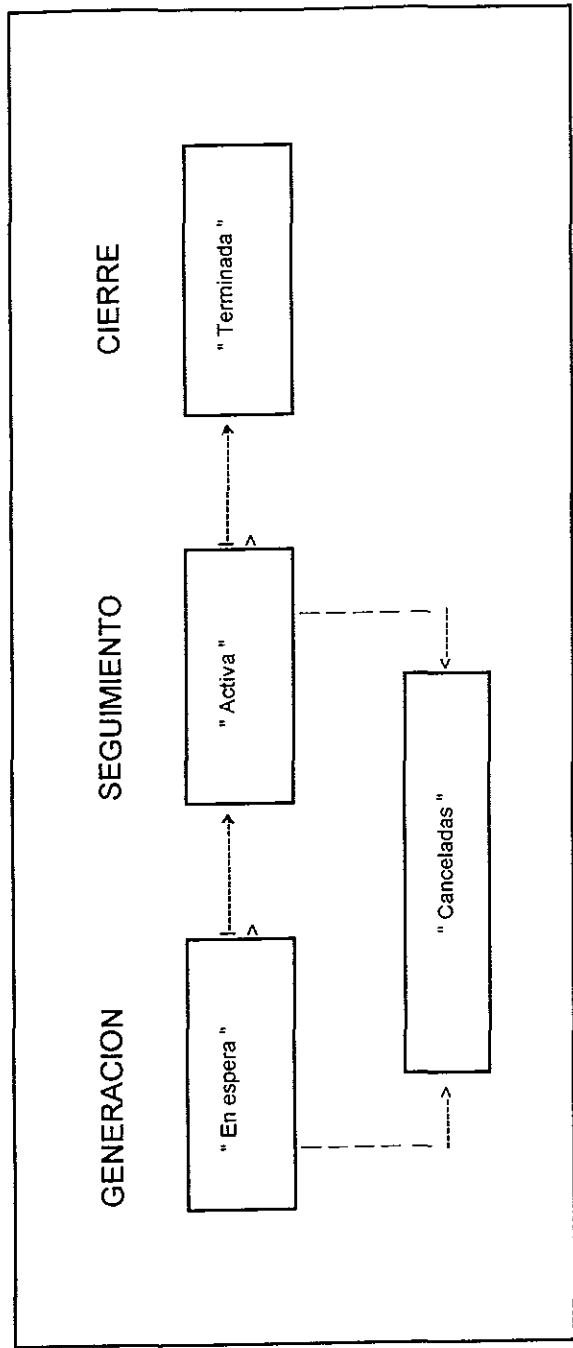 GENERACION
SEGUIMIENTO
CIERRE
" En espera "
" Activa "
" Terminada "
" Canceladas "